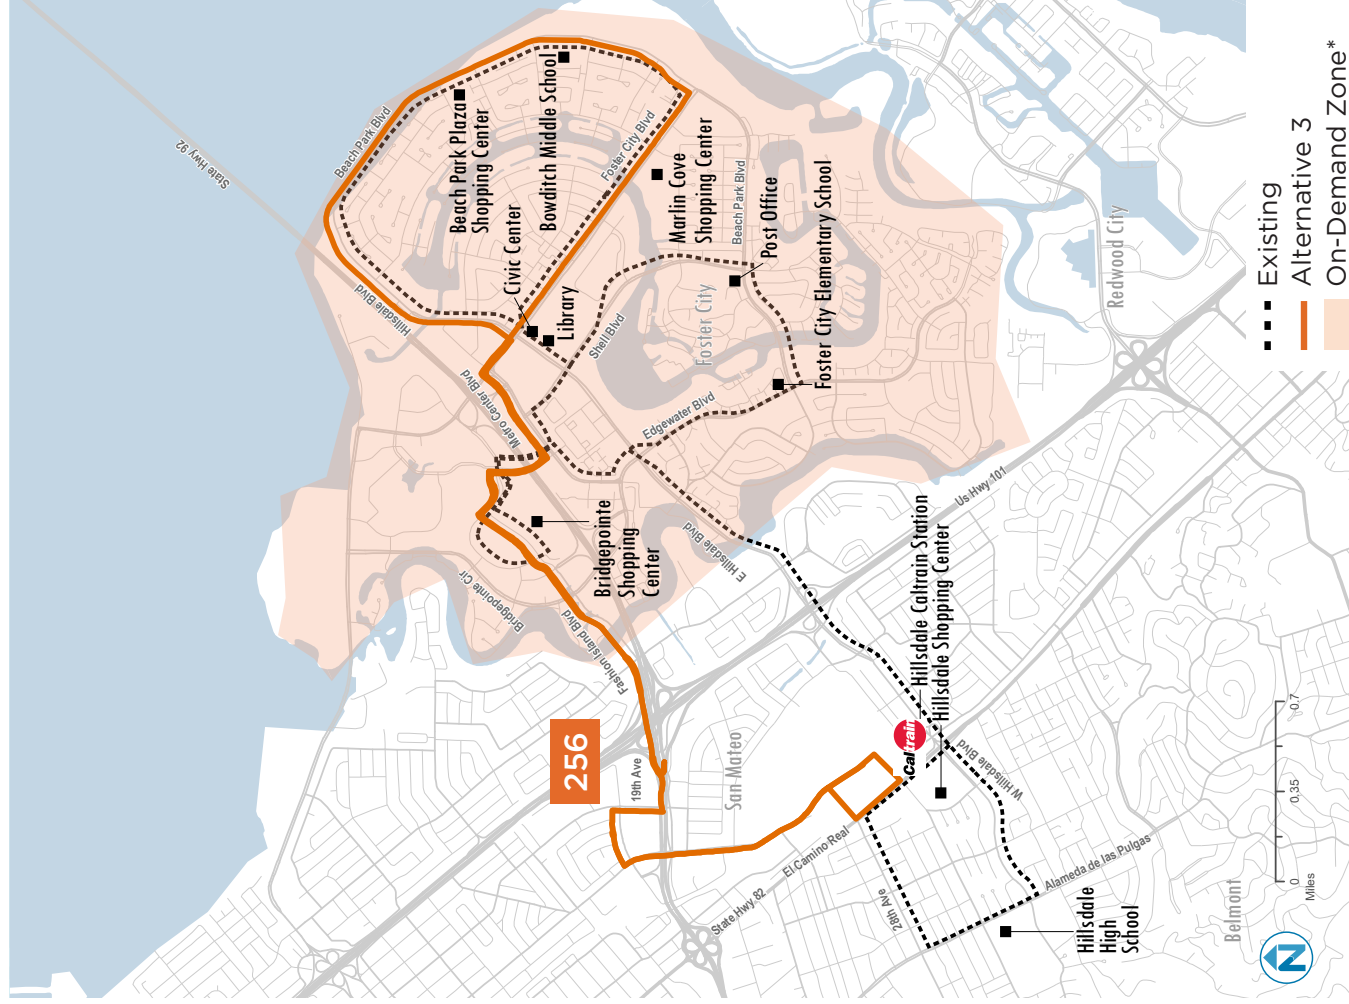 State Hwy 92
Beach Park Blvd
Beach Park Plaza
Shopping Center
Bowditch Middle School
Foster City Blvd
Marlin Cove
Shopping Center
Beach Park Blvd
Post Office
Foster City Elementary School
Civic Center
Library
Hillsdale Blvd
Metro Center Blvd
Shell Blvd
Foster City
Edgewater Blvd
Redwood City
Bridgepointe
Shopping
Center
Bridgepointe Cir
Fashion Island Blvd
E Hillsdale Blvd
Us Hwy 101
Hillsdale Caltrain Station
Hillsdale Shopping Center
256
19th Ave
San Mateo
Caltrain
W Hillsdale Blvd
El Camino Real
State Hwy 82
28th Ave
Alameda de las Pulgas
Hillsdale
High
School
Belmont
0 0.35 0.7
Miles
N
Existing
Alternative 3
On-Demand Zone*